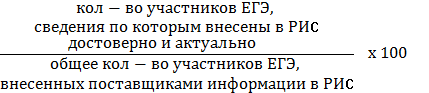 кол − во участников ЕГЭ,
сведения по которым внесены в РИС
достоверно и актуально
общее кол − во участников ЕГЭ,
внесенных поставщиками информации в РИС
х 100